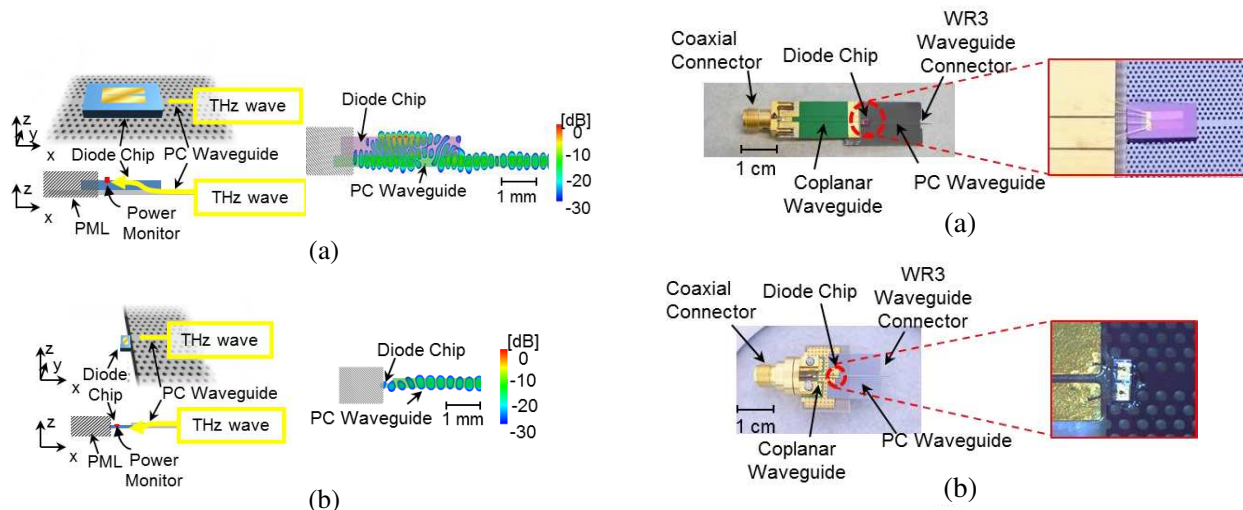 THz wave
z
y
x
Diode Chip
PC Waveguide
z
x
THz wave
PML
Power
Monitor
Diode Chip
PC Waveguide
1 mm
[dB]
0
-10
-20
-30
(a)
THz wave
z
y
x
Diode
Chip
PC Waveguide
z
x
THz wave
PML
Power
Monitor
Diode Chip
PC Waveguide
1 mm
[dB]
0
-10
-20
-30
(b)
Coaxial
Connector
Diode Chip
WR3
Waveguide
Connector
1 cm
Coplanar
Waveguide
PC Waveguide
(a)
Coaxial
Connector
Diode Chip
WR3
Waveguide
Connector
1 cm
Coplanar
Waveguide
PC Waveguide
(b)